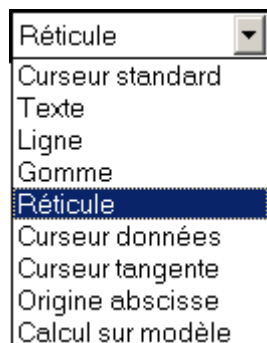 Réticule
Curseur standard
Texte
Ligne
Gomme
Réticule
Curseur données
Curseur tangente
Origine abscisse
Calcul sur modèle